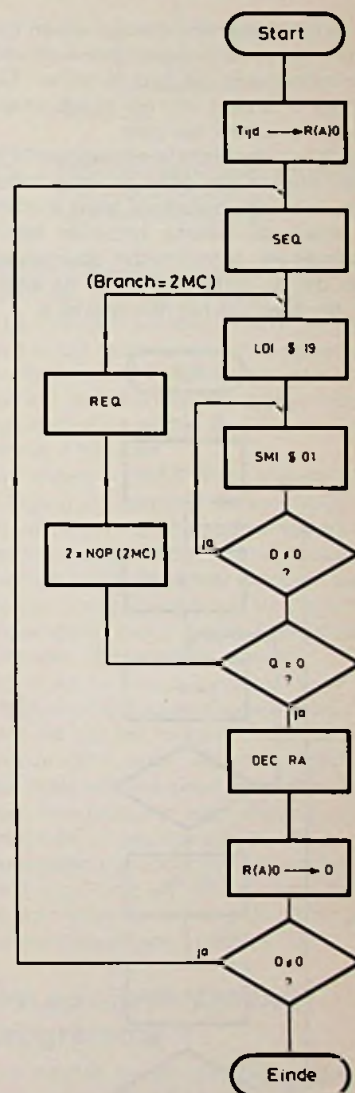 Start
Tijd → R(A)0
SEQ
(Branch = 2MC)
LDI $ 19
REQ
SMI $ 01
2 x NOP (2MC)
ja
D ≠ 0
?
Q = 0
?
ja
DEC RA
R(A)0 → D
ja
D ≠ 0
?
Einde